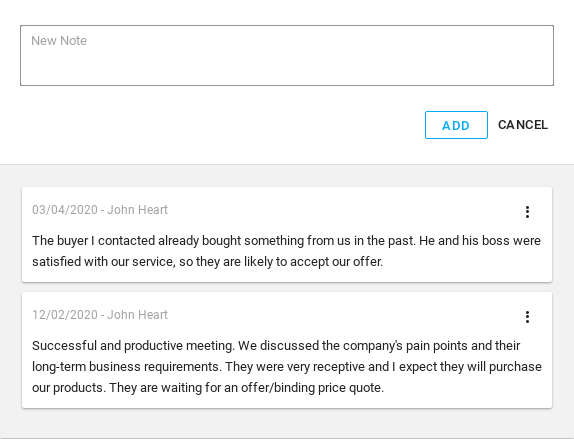 New Note
ADD CANCEL
03/04/2020 - John Heart
The buyer I contacted already bought something from us in the past. He and his boss were
satisfied with our service, so they are likely to accept our offer.
12/02/2020 - John Heart
Successful and productive meeting. We discussed the company's pain points and their
long-term business requirements. They were very receptive and I expect they will purchase
our products. They are waiting for an offer/binding price quote.